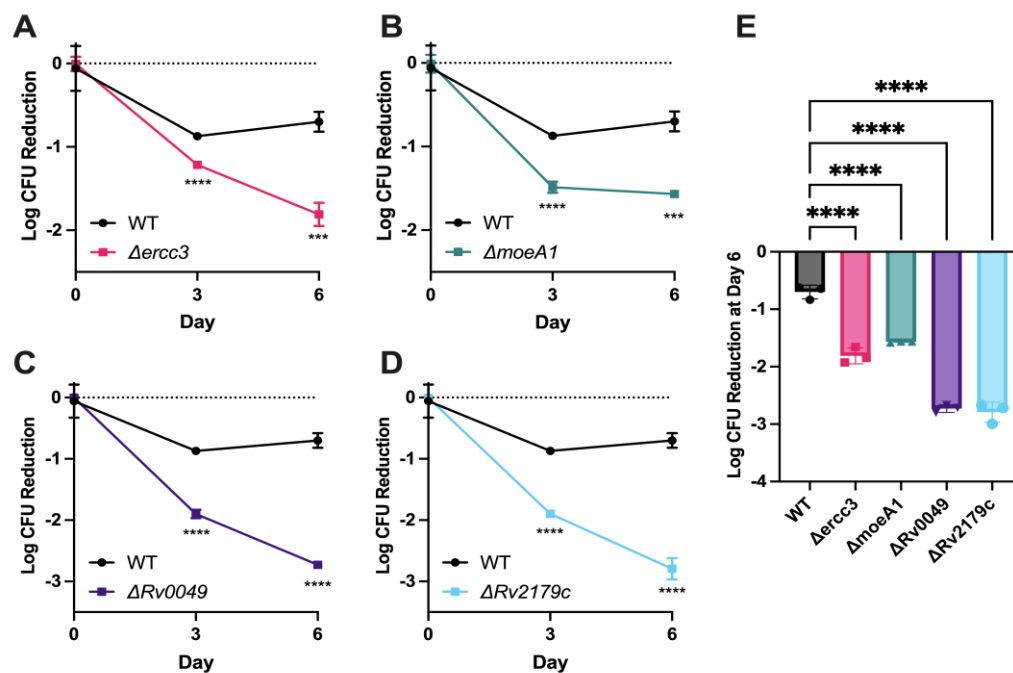 A
Log CFU Reduction
0
-1
-2
WT
Δercc3
****
***
0
3
6
Day
B
Log CFU Reduction
0
-1
-2
WT
ΔmoeA1
****
***
0
3
6
Day
C
Log CFU Reduction
0
-1
-2
-3
WT
ΔRv0049
****
****
0
3
6
Day
D
Log CFU Reduction
0
-1
-2
-3
WT
ΔRv2179c
****
****
0
3
6
Day
E
****
****
****
****
Log CFU Reduction at Day 6
0
-1
-2
-3
-4
WT
Δercc3
ΔmoeA1
ΔRv0049
ΔRv2179c